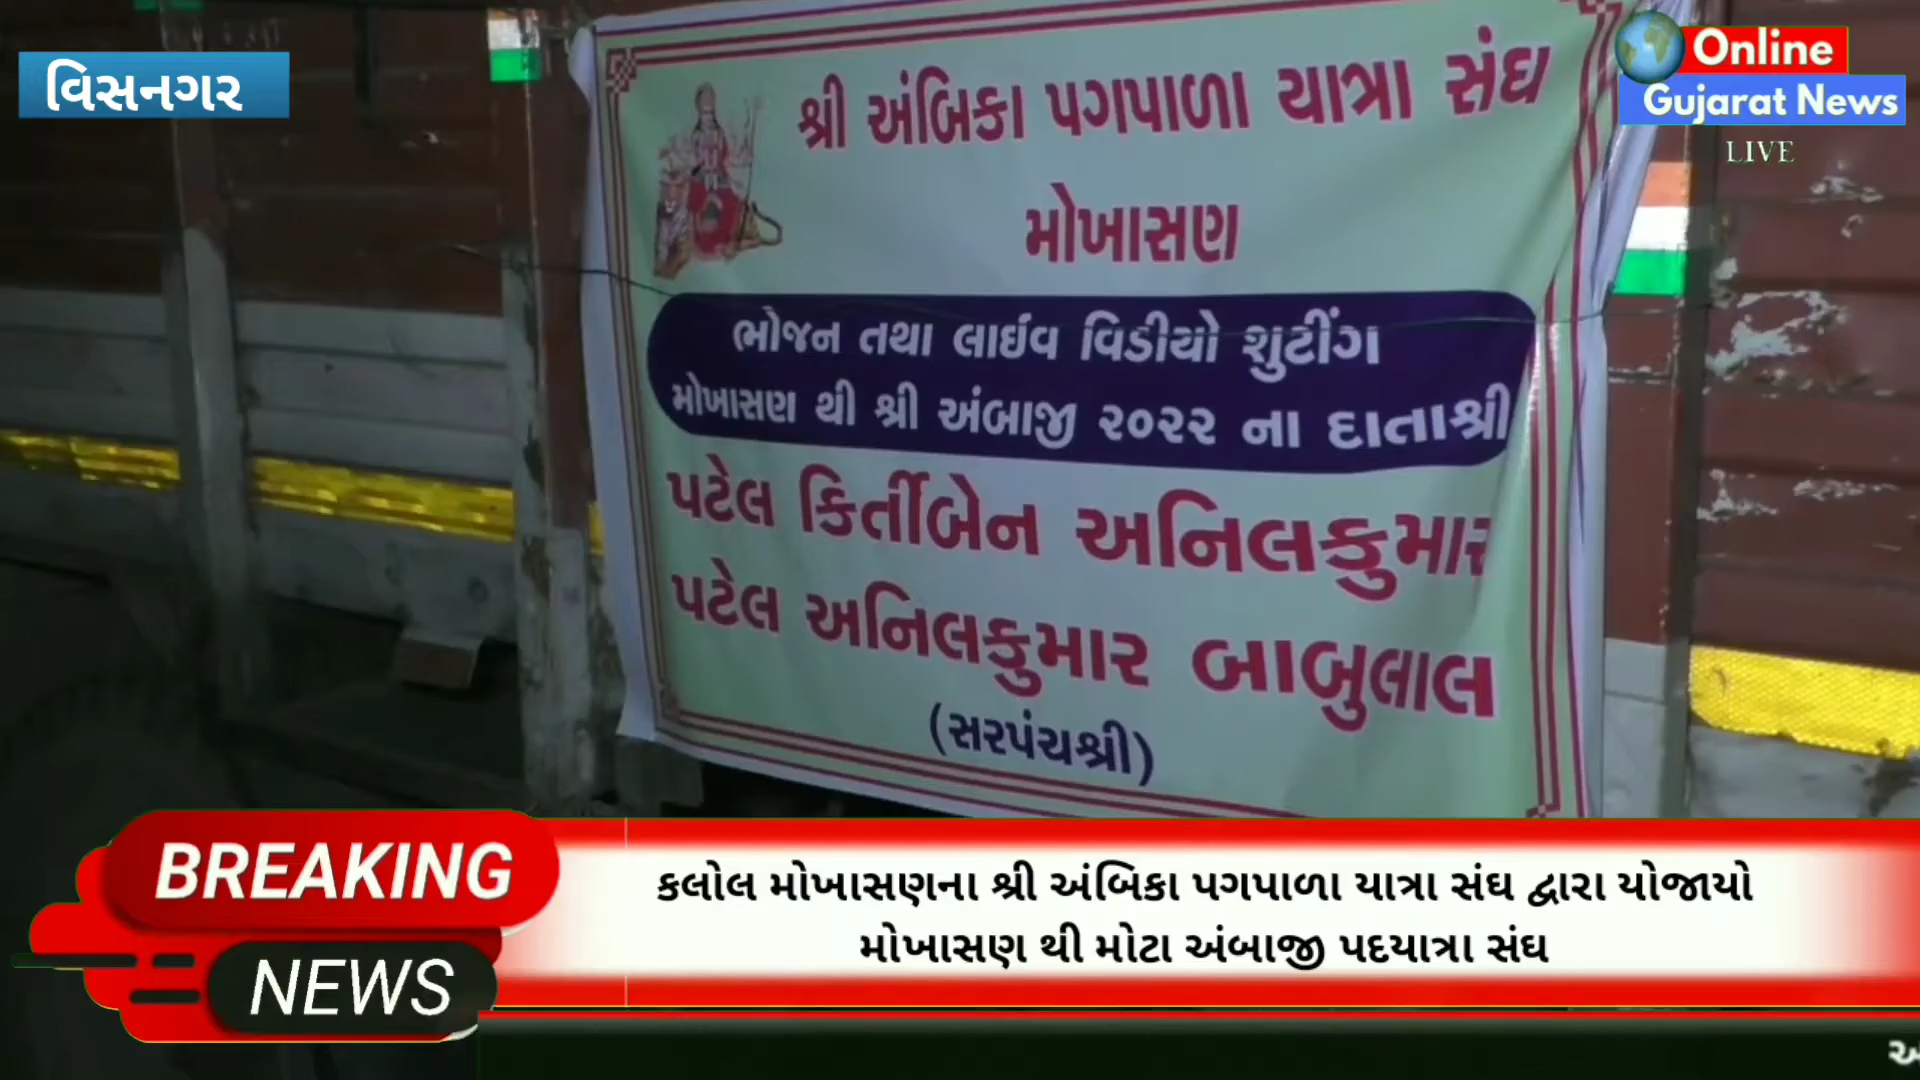 વિસનગર
Online
Gujarat News
LIVE
શ્રી અંબિકા પગપાળા યાત્રા સંઘ
મોખાસણ
ભોજન તથા લાઈવ વિડીયો શુટીંગ
મોખાસણ થી શ્રી અંબાજી ૨૦૨૨ ના દાતાશ્રી
પટેલ કિર્તીબેન અનિલકુમાર
પટેલ અનિલકુમાર બાબુલાલ
(સરપંચશ્રી)
BREAKING
NEWS
કલોલ મોખાસણના શ્રી અંબિકા પગપાળા યાત્રા સંઘ દ્વારા યોજાયો
મોખાસણ થી મોટા અંબાજી પદયાત્રા સંઘ